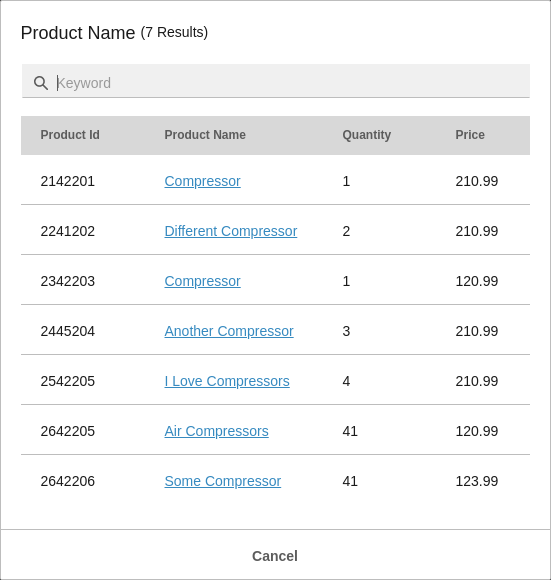 Product Name (7 Results)
Keyword
Product Id Product Name Quantity Price
2142201 Compressor 1 210.99
2241202 Different Compressor 2 210.99
2342203 Compressor 1 120.99
2445204 Another Compressor 3 210.99
2542205 I Love Compressors 4 210.99
2642205 Air Compressors 41 120.99
2642206 Some Compressor 41 123.99
Cancel